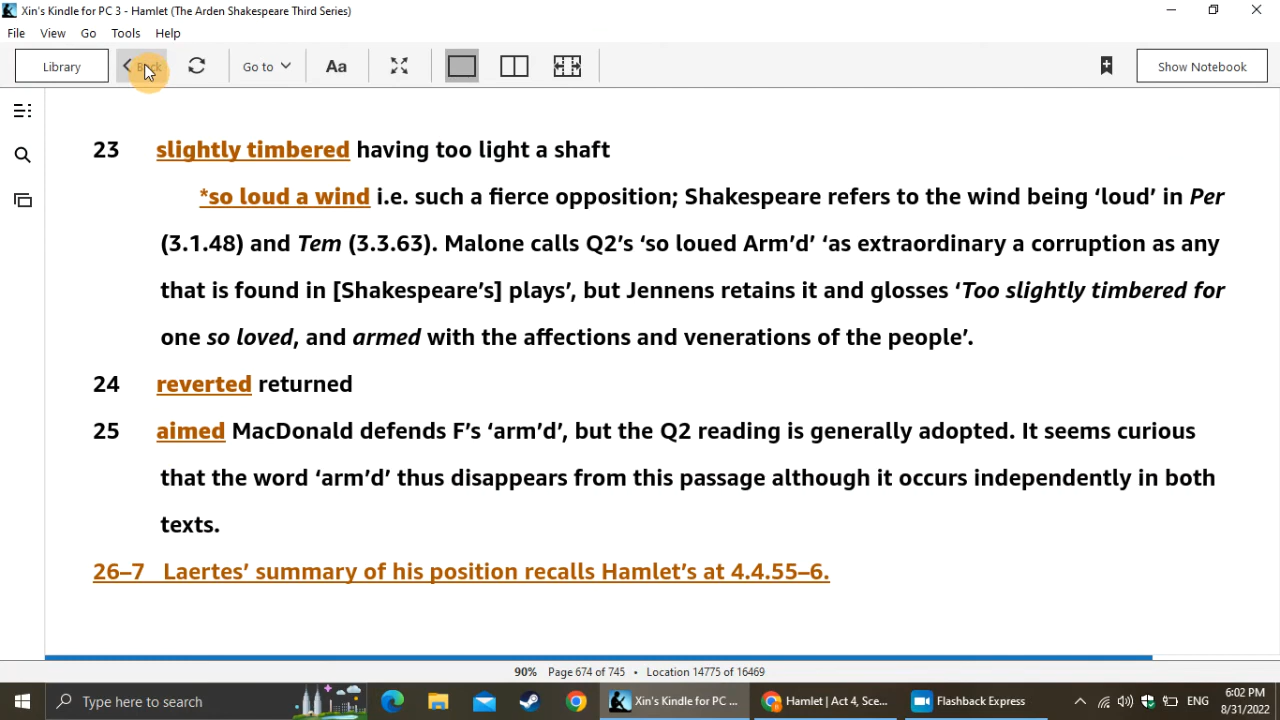 Xin's Kindle for PC 3 - Hamlet (The Arden Shakespeare Third Series)
File View Go Tools Help
Library Back Go to Aa Show Notebook
23 slightly timbered having too light a shaft
*so loud a wind i.e. such a fierce opposition; Shakespeare refers to the wind being ‘loud’ in Per
(3.1.48) and Tem (3.3.63). Malone calls Q2’s ‘so loued Arm’d’ ‘as extraordinary a corruption as any
that is found in [Shakespeare’s] plays’, but Jennens retains it and glosses ‘Too slightly timbered for
one so loved, and armed with the affections and venerations of the people’.
24 reverted returned
25 aimed MacDonald defends F’s ‘arm’d’, but the Q2 reading is generally adopted. It seems curious
that the word ‘arm’d’ thus disappears from this passage although it occurs independently in both
texts.
26–7 Laertes’ summary of his position recalls Hamlet’s at 4.4.55–6.
90% Page 674 of 745 • Location 14775 of 16469
Type here to search Xin's Kindle for PC ... Hamlet | Act 4, Sce... Flashback Express ENG 6:02 PM
8/31/2022